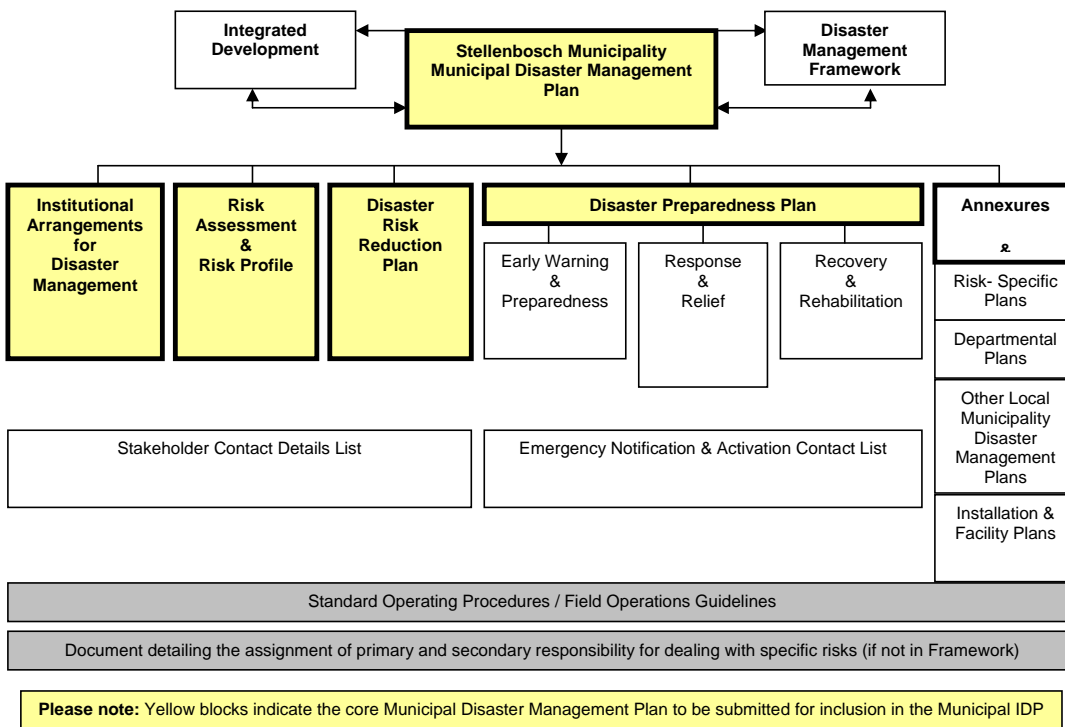 Integrated
Development
Stellenbosch Municipality
Municipal Disaster Management
Plan
Disaster
Management
Framework
Institutional
Arrangements
for
Disaster
Management
Risk
Assessment
&
Risk Profile
Disaster
Risk
Reduction
Plan
Disaster Preparedness Plan
Early Warning
&
Preparedness
Response
&
Relief
Recovery
& Rehabilitation
Annexures
&
Risk- Specific
Plans
Departmental
Plans
Other Local
Municipality
Disaster
Management
Plans
Installation &
Facility Plans
Stakeholder Contact Details List
Emergency Notification & Activation Contact List
Standard Operating Procedures / Field Operations Guidelines
Document detailing the assignment of primary and secondary responsibility for dealing with specific risks (if not in Framework)
Please note: Yellow blocks indicate the core Municipal Disaster Management Plan to be submitted for inclusion in the Municipal IDP